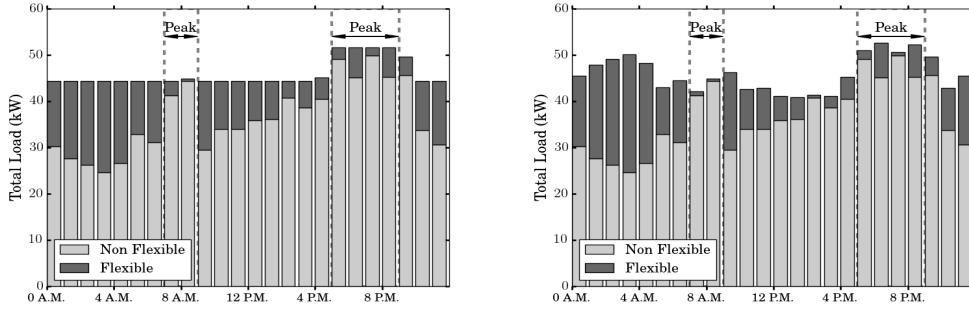 60
50
40
30
20
10
0
Total Load (kW)
Peak
Peak
Non Flexible
Flexible
0 A.M. 4 A.M. 8 A.M. 12 P.M. 4 P.M. 8 P.M.
60
50
40
30
20
10
0
Total Load (kW)
Peak
Peak
Non Flexible
Flexible
0 A.M. 4 A.M. 8 A.M. 12 P.M. 4 P.M. 8 P.M.